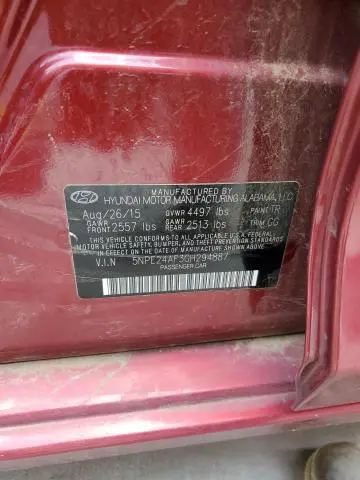 MANUFACTURED BY
HYUNDAI MOTOR MANUFACTURING ALABAMA, LLC
Aug/26/15 GVWR 4497 lbs PAINT TR
GAWR FRONT 2557 lbs GAWR REAR 2513 lbs TRIM GG
THIS VEHICLE CONFORMS TO ALL APPLICABLE U.S.A. FEDERAL
MOTOR VEHICLE SAFETY, BUMPER, AND THEFT PREVENTION
STANDARDS IN EFFECT ON THE DATE OF MANUFACTURE SHOWN ABOVE.
V.I.N 5NPE24AF3GH294887
PASSENGER CAR